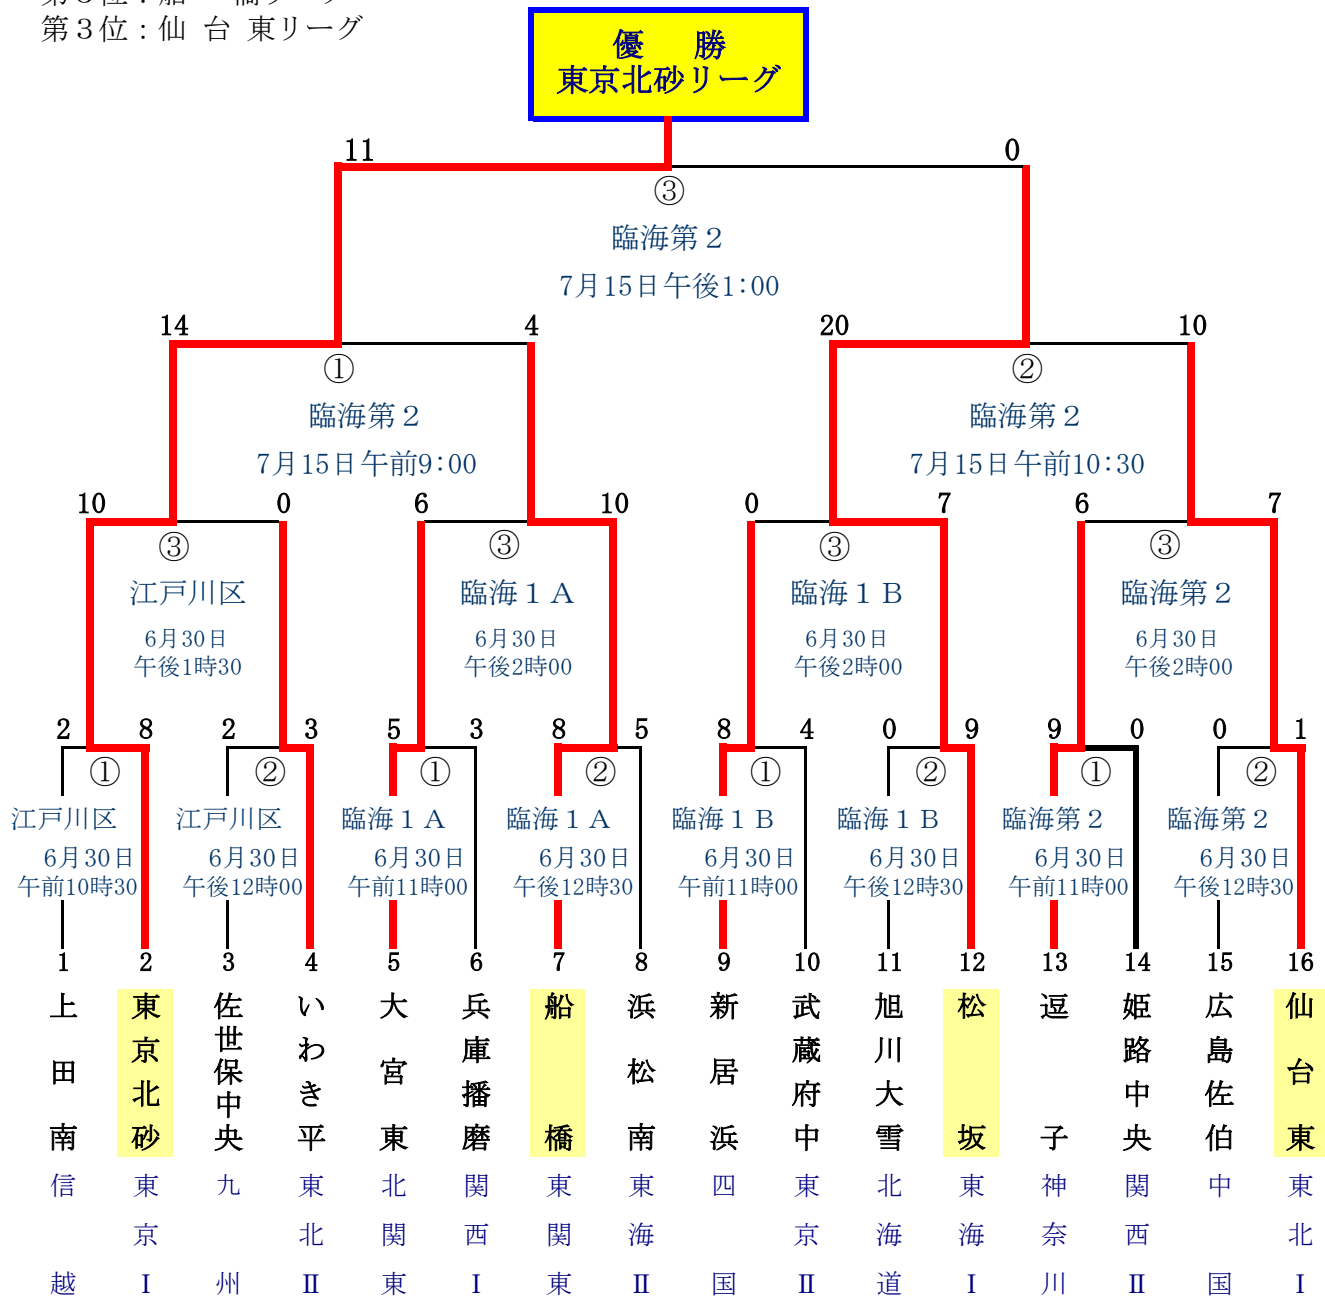 第３位：仙 台 東リーグ
優　勝
東京北砂リーグ
11 0
③
臨海第２
7月15日午後1:00
14 4 20 10
① ②
臨海第２ 臨海第２
7月15日午前9:00 7月15日午前10:30
10 0 6 10 0 7 6 7
③ ③ ③ ③
江戸川区 臨海１Ａ 臨海１Ｂ 臨海第２
6月30日 6月30日 6月30日 6月30日
午後1時30 午後2時00 午後2時00 午後2時00
2 8 2 3 5 3 8 5 8 4 0 9 9 0 0 1
① ② ① ② ① ② ① ②
江戸川区 江戸川区 臨海１Ａ 臨海１Ａ 臨海１Ｂ 臨海１Ｂ 臨海第２ 臨海第２
6月30日 6月30日 6月30日 6月30日 6月30日 6月30日 6月30日 6月30日
午前10時30 午後12時00 午前11時00 午後12時30 午前11時00 午後12時30 午前11時00 午後12時30
1 2 3 4 5 6 7 8 9 10 11 12 13 14 15 16
上田南
東京北砂
佐世保中央
いわき平
大宮東
兵庫播磨
船橋
浜松南
新居浜
武蔵府中
旭川大雪
松坂
逗子
姫路中央
広島佐伯
仙台東
信越
東京Ⅰ
九州
東北Ⅱ
北関東
関西Ⅰ
東関東
東海Ⅱ
四国
東京Ⅱ
北海道
東海Ⅰ
神奈川
関西Ⅱ
中国
東北Ⅰ